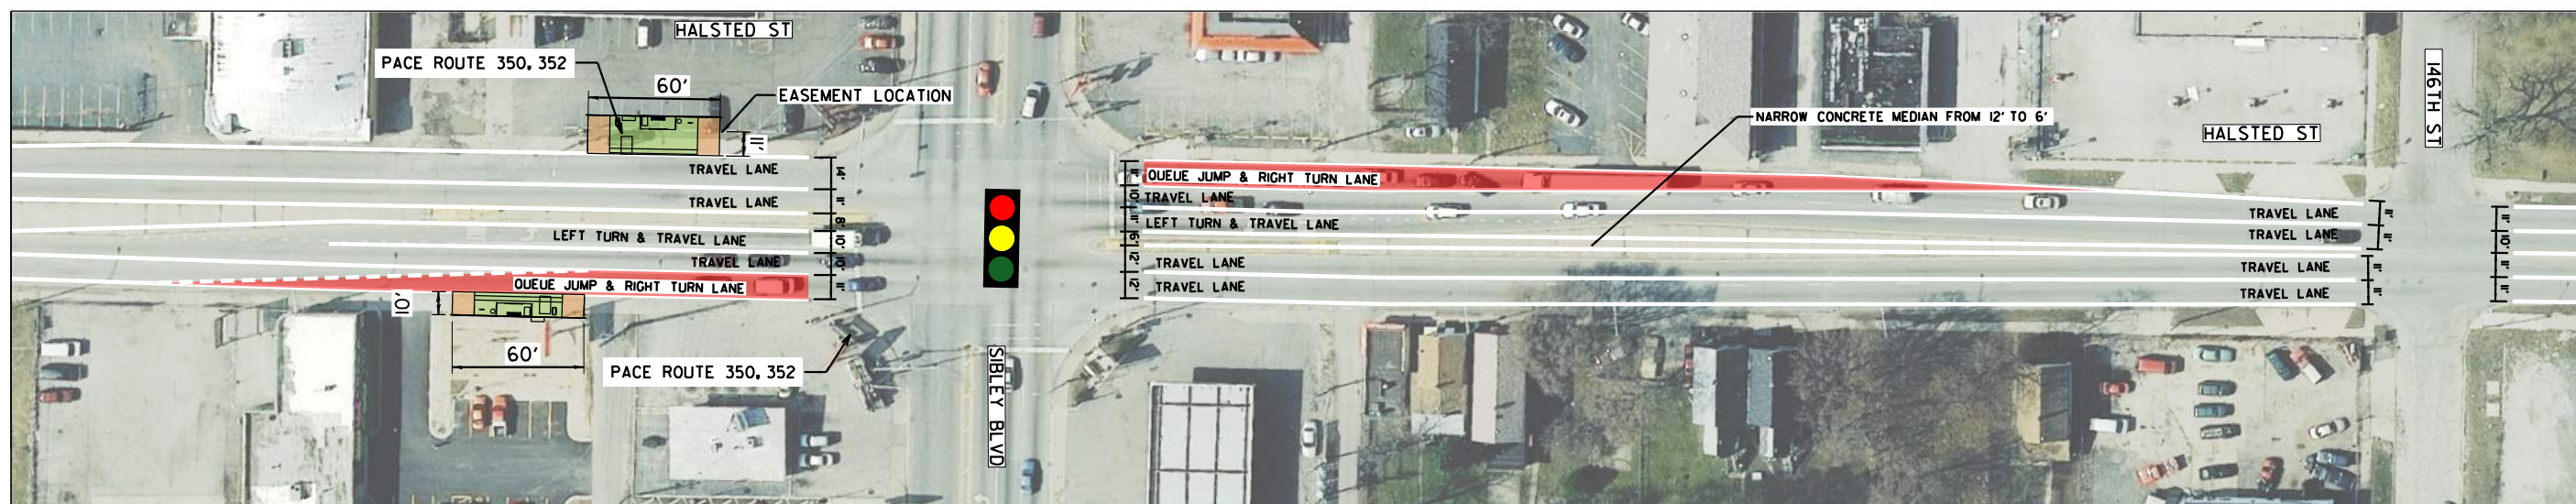 HALSTED ST
PACE ROUTE 350, 352
60'
EASEMENT LOCATION
11'
TRAVEL LANE
TRAVEL LANE
LEFT TURN & TRAVEL LANE
TRAVEL LANE
QUEUE JUMP & RIGHT TURN LANE
14'
11'
8'
10'
10'
11'
10'
60'
PACE ROUTE 350, 352
SIBLEY BLVD
11'
10'
11'
6'
12'
12'
QUEUE JUMP & RIGHT TURN LANE
TRAVEL LANE
LEFT TURN & TRAVEL LANE
TRAVEL LANE
TRAVEL LANE
NARROW CONCRETE MEDIAN FROM 12' TO 6'
HALSTED ST
146TH ST
TRAVEL LANE
TRAVEL LANE
TRAVEL LANE
TRAVEL LANE
11'
11'
11'
11'
11'
10'
11'
11'